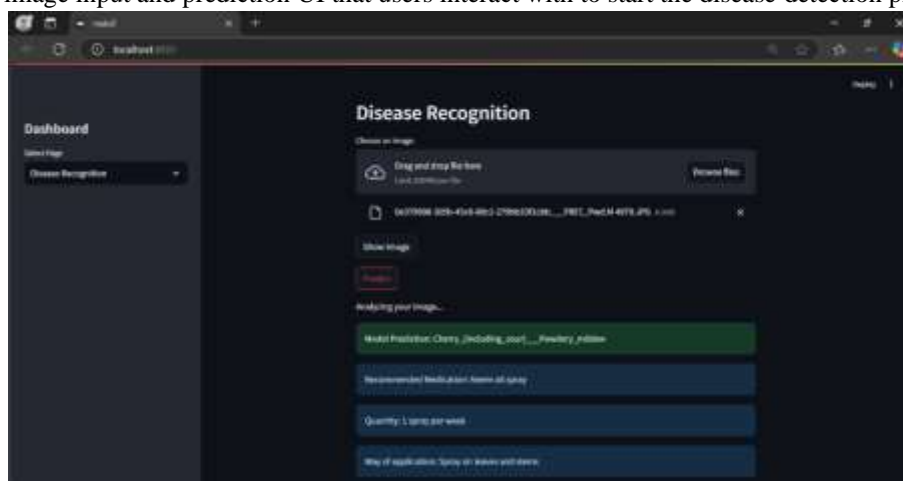 image input and prediction UI that users interact with to start the disease detection
localhost
Dashboard
Select Page
Disease Recognition
Disease Recognition
Choose an Image:
Drag and drop file here
Browse files
Show Image
Predict
Analyzing your image...
Model Prediction: Cherry_(including_sour)___Powdery_mildew
Recommended Medication: Neem oil spray
Quantity: 1 spray per week
Way of application: Spray on leaves and stems